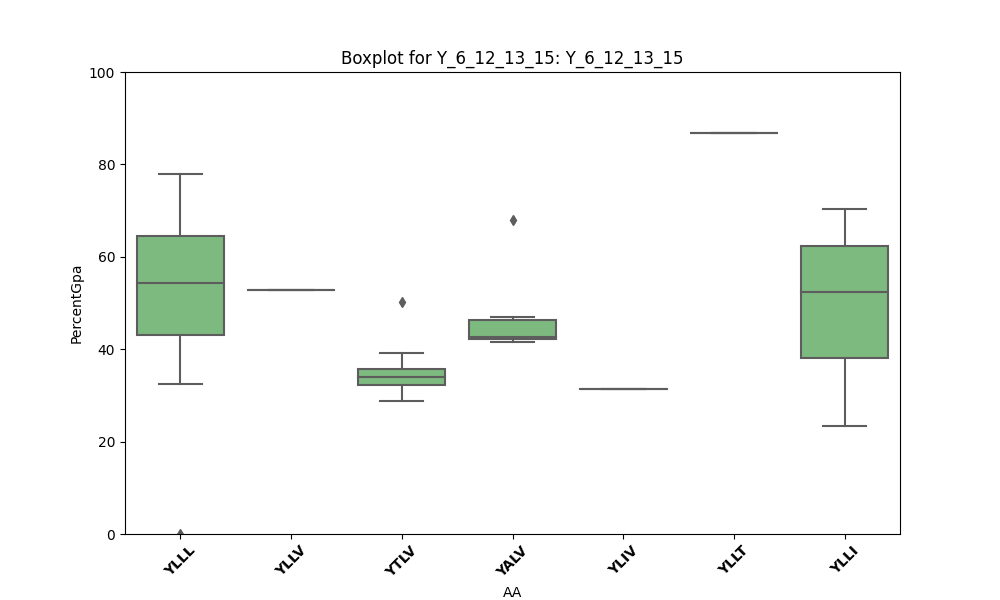 Boxplot for Y_6_12_13_15: Y_6_12_13_15
100
80
60
40
20
0
PercentGpa
YLLL
YLLV
YTLV
YALV
YLIV
YLLT
YLLI
AA